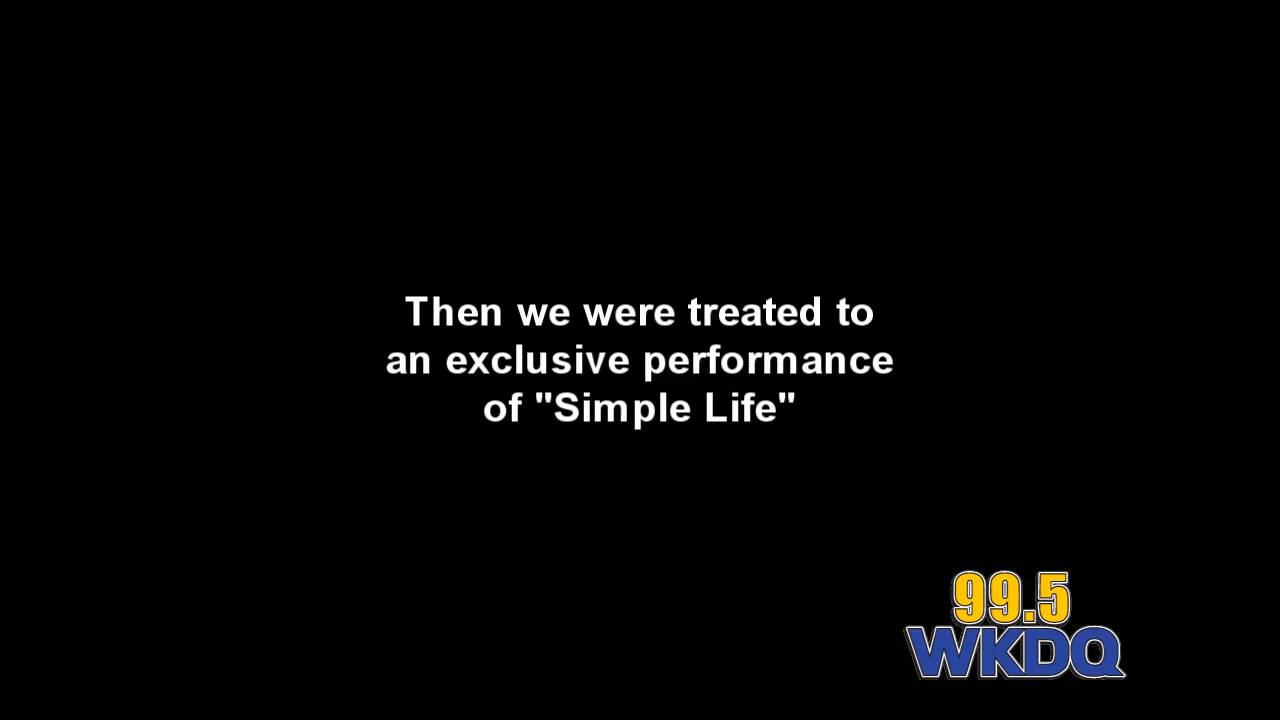 Then we were treated to
an exclusive performance
of "Simple Life"
99.5
WKDQ